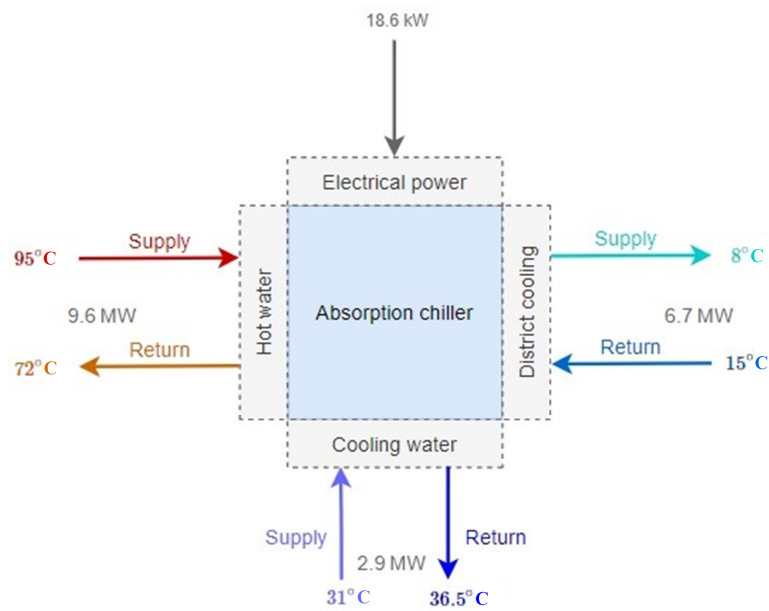 18.6 kW
Electrical power
Supply
95°C
9.6 MW
Return
72°C
Hot water
Absorption chiller
District cooling
Supply
8°C
6.7 MW
Return
15°C
Cooling water
Supply
Return
2.9 MW
31°C
36.5°C